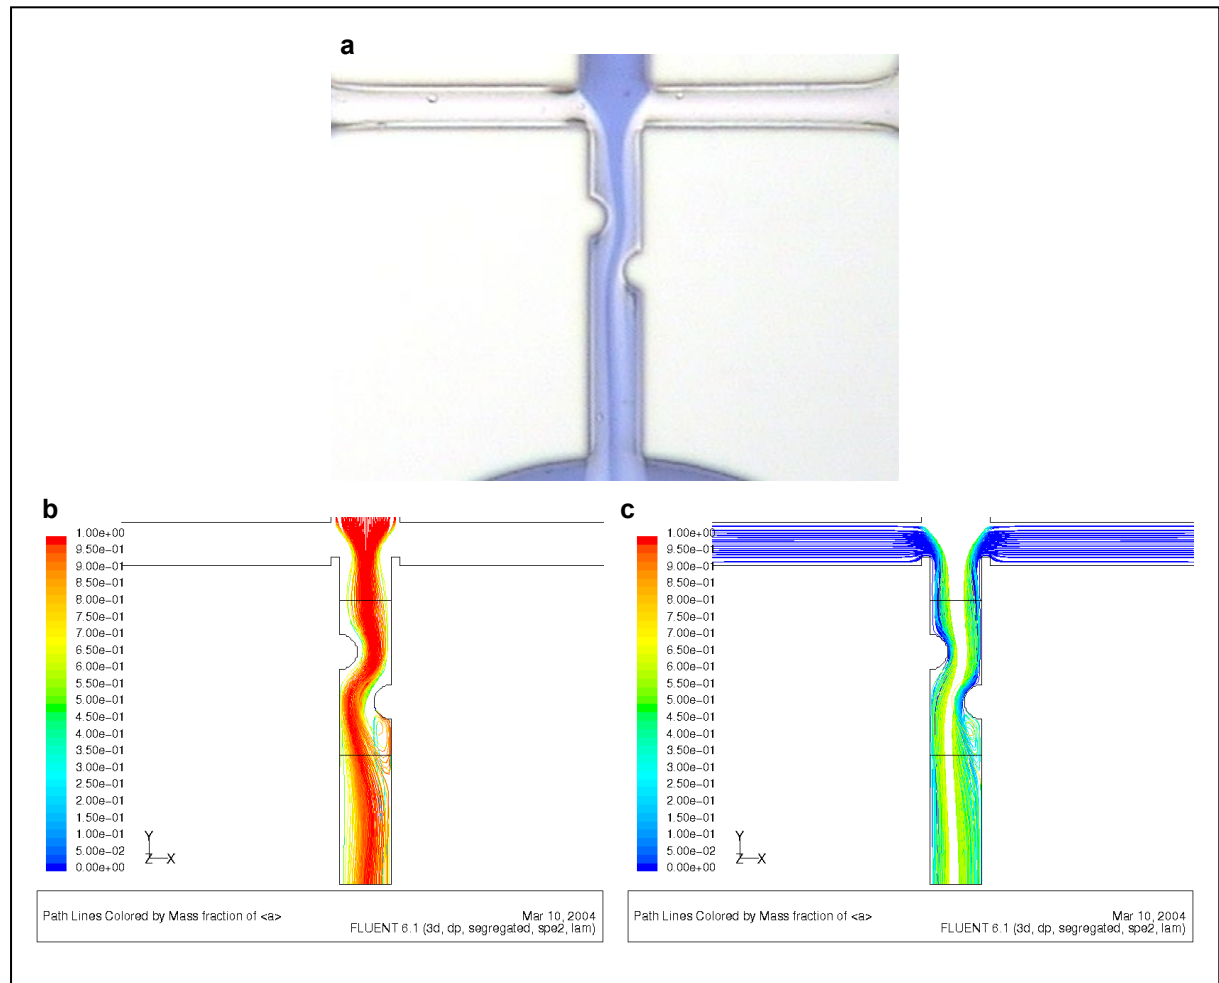 a
b
1.00e+00
9.50e-01
9.00e-01
8.50e-01
8.00e-01
7.50e-01
7.00e-01
6.50e-01
6.00e-01
5.50e-01
5.00e-01
4.50e-01
4.00e-01
3.50e-01
3.00e-01
2.50e-01
2.00e-01
1.50e-01
1.00e-01
5.00e-02
0.00e+00
Y
Z X
Path Lines Colored by Mass fraction of <a>
Mar 10, 2004
FLUENT 6.1 (3d, dp, segregated, spe2, lam)
c
1.00e+00
9.50e-01
9.00e-01
8.50e-01
8.00e-01
7.50e-01
7.00e-01
6.50e-01
6.00e-01
5.50e-01
5.00e-01
4.50e-01
4.00e-01
3.50e-01
3.00e-01
2.50e-01
2.00e-01
1.50e-01
1.00e-01
5.00e-02
0.00e+00
Y
Z X
Path Lines Colored by Mass fraction of <a>
Mar 10, 2004
FLUENT 6.1 (3d, dp, segregated, spe2, lam)